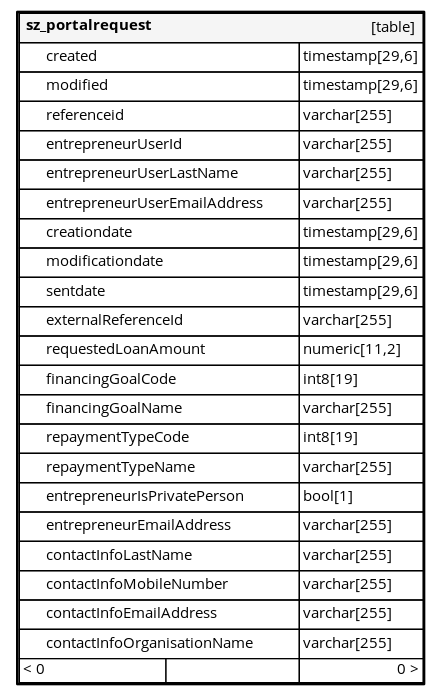 sz_portalrequest [table]
created timestamp[29,6]
modified timestamp[29,6]
referenceid varchar[255]
entrepreneurUserId varchar[255]
entrepreneurUserLastName varchar[255]
entrepreneurUserEmailAddress varchar[255]
creationdate timestamp[29,6]
modificationdate timestamp[29,6]
sentdate timestamp[29,6]
externalReferenceId varchar[255]
requestedLoanAmount numeric[11,2]
financingGoalCode int8[19]
financingGoalName varchar[255]
repaymentTypeCode int8[19]
repaymentTypeName varchar[255]
entrepreneurIsPrivatePerson bool[1]
entrepreneurEmailAddress varchar[255]
contactInfoLastName varchar[255]
contactInfoMobileNumber varchar[255]
contactInfoEmailAddress varchar[255]
contactInfoOrganisationName varchar[255]
< 0 0 >